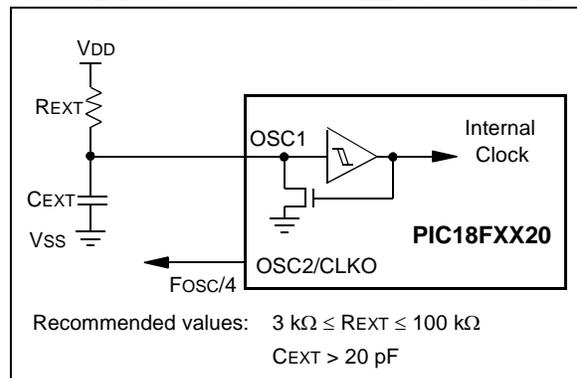 VDD
REXT
OSC1
Internal
Clock
CEXT
PIC18FXX20
VSS
OSC2/CLKO
FOSC/4
Recommended values: 3 kΩ ≤ REXT ≤ 100 kΩ
CEXT > 20 pF